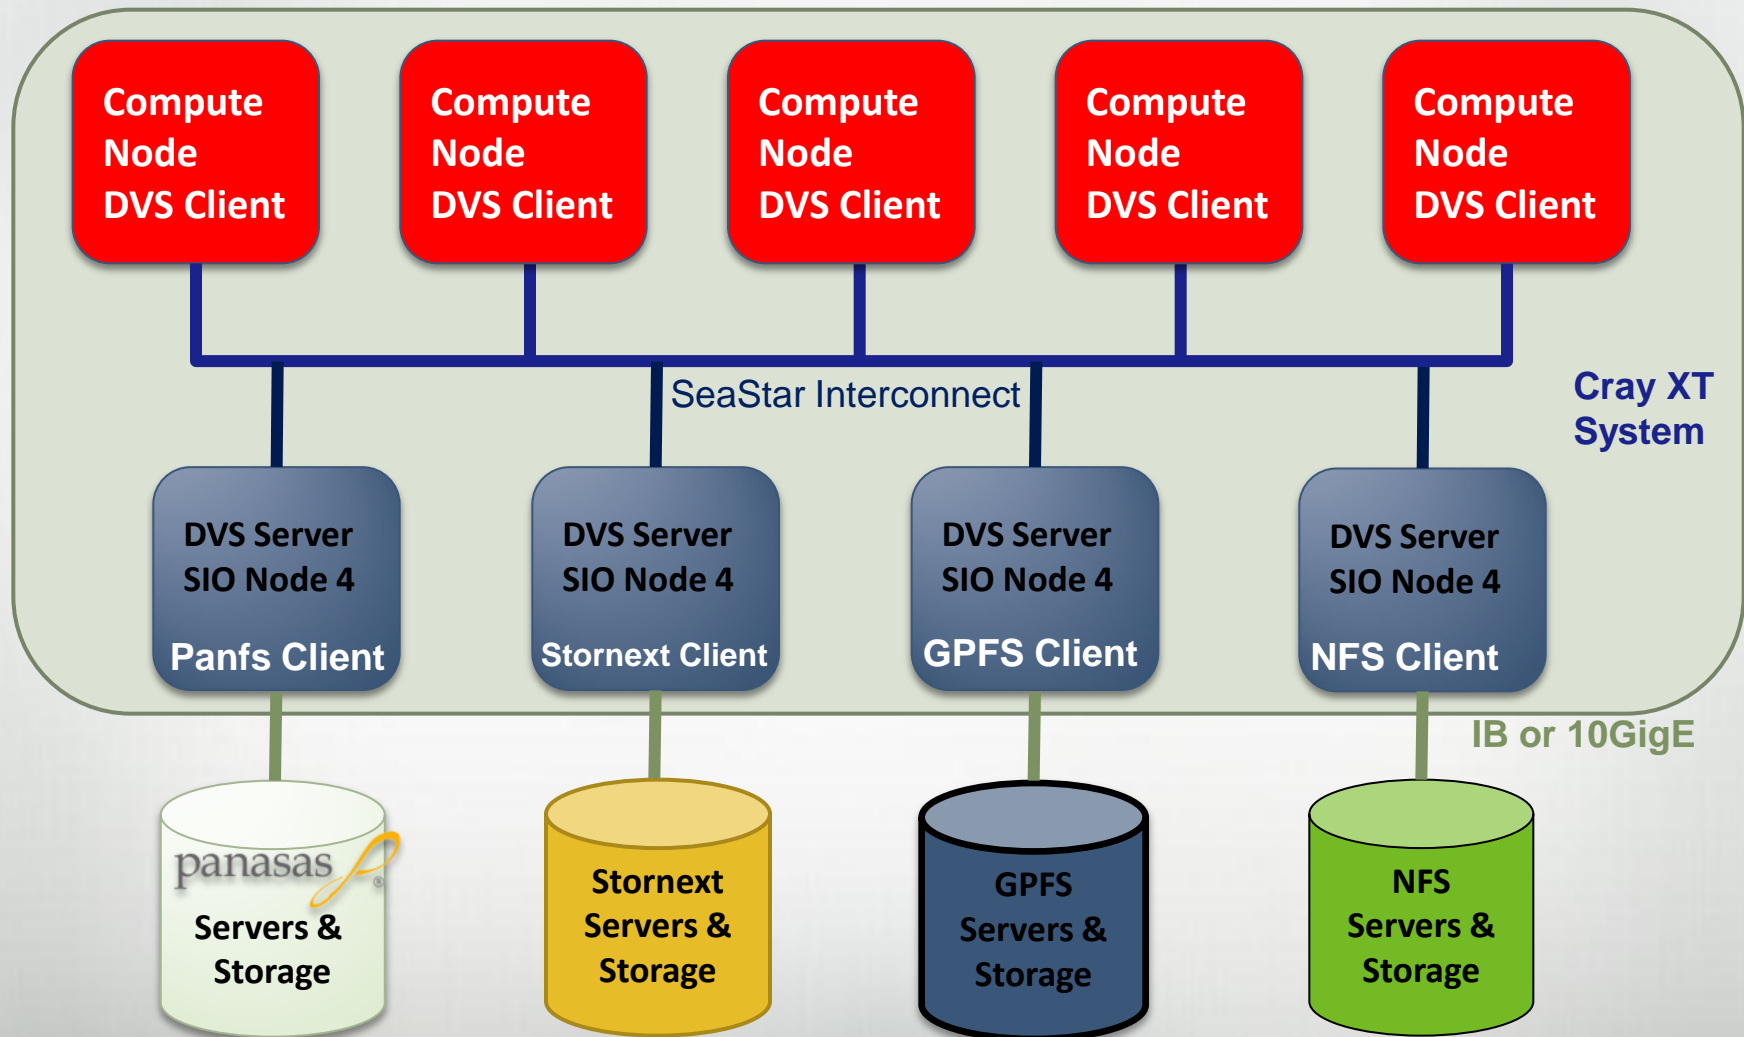 Compute
Node
DVS Client
Compute
Node
DVS Client
Compute
Node
DVS Client
Compute
Node
DVS Client
Compute
Node
DVS Client
SeaStar Interconnect
Cray XT
System
DVS Server
SIO Node 4
Panfs Client
DVS Server
SIO Node 4
Stornext Client
DVS Server
SIO Node 4
GPFS Client
DVS Server
SIO Node 4
NFS Client
IB or 10GigE
panasas ®
Servers &
Storage
Stornext
Servers &
Storage
GPFS
Servers &
Storage
NFS
Servers &
Storage